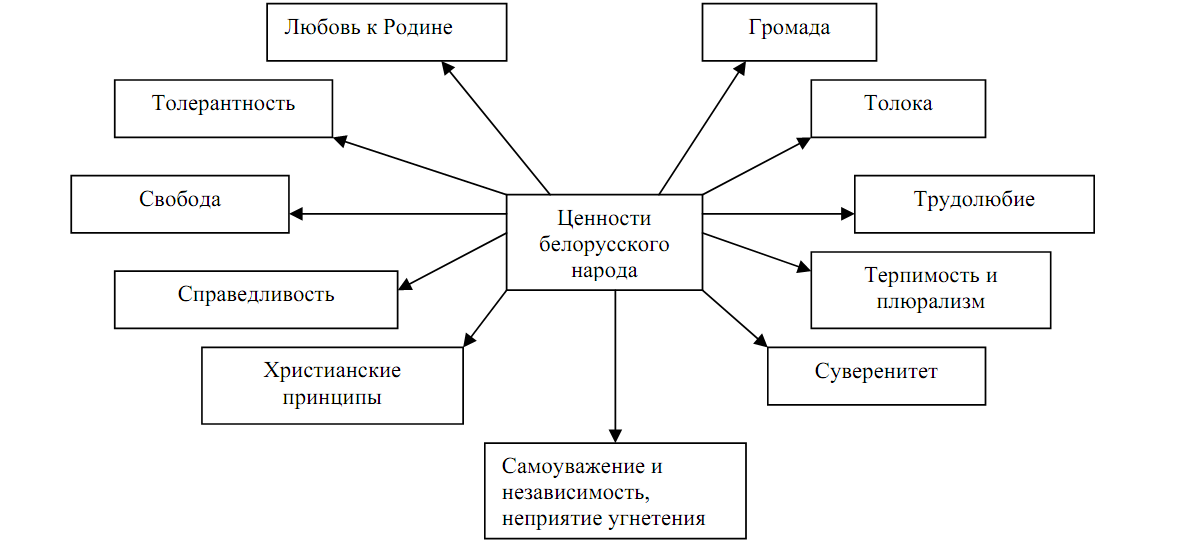 Любовь к Родине
Громада
Толерантность
Толока
Свобода
Трудолюбие
Ценности
белорусского
народа
Терпимость и
плюрализм
Справедливость
Христианские
принципы
Суверенитет
Самоуважение и
независимость,
неприятие угнетения